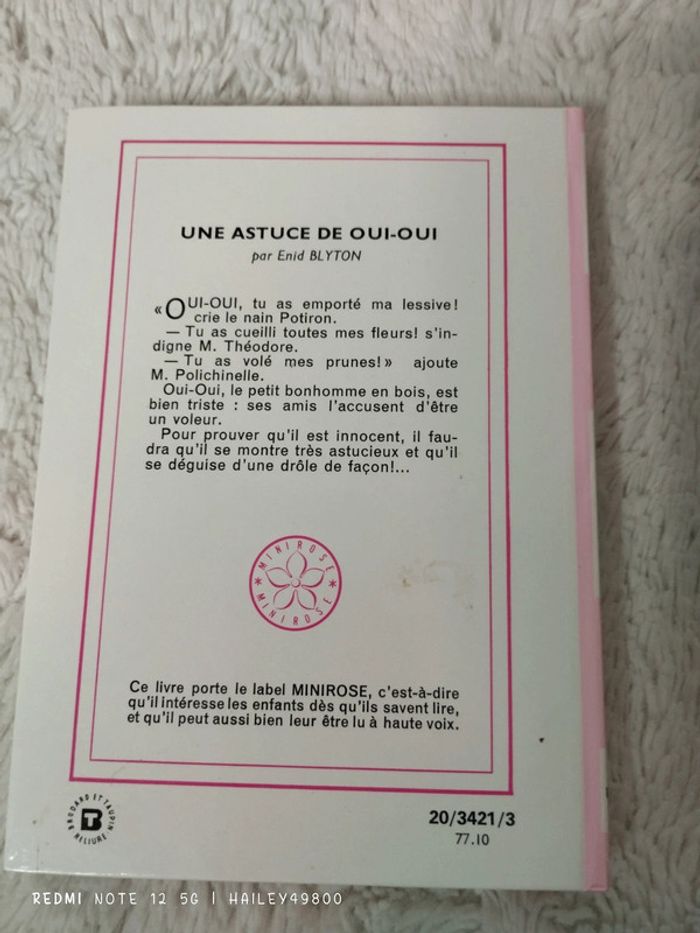 UNE ASTUCE DE OUI-OUI
par Enid BLYTON
«OUI-OUI, tu as emporté ma lessive!
crie le nain Potiron.
— Tu as cueilli toutes mes fleurs! s'in-
digne M. Théodore.
— Tu as volé mes prunes!» ajoute
M. Polichinelle.
Oui-Oui, le petit bonhomme en bois, est
bien triste : ses amis l'accusent d'être
un voleur.
Pour prouver qu'il est innocent, il fau-
dra qu'il se montre très astucieux et qu'il
se déguise d'une drôle de façon!...
MINIROSE
MINIROSE
Ce livre porte le label MINIROSE, c'est-à-dire
qu'il intéresse les enfants dès qu'ils savent lire,
et qu'il peut aussi bien leur être lu à haute voix.
BRODARD ET TAUPIN
BT
RELIURE
20/3421/3
77.10
REDMI NOTE 12 5G | HAILEY49800